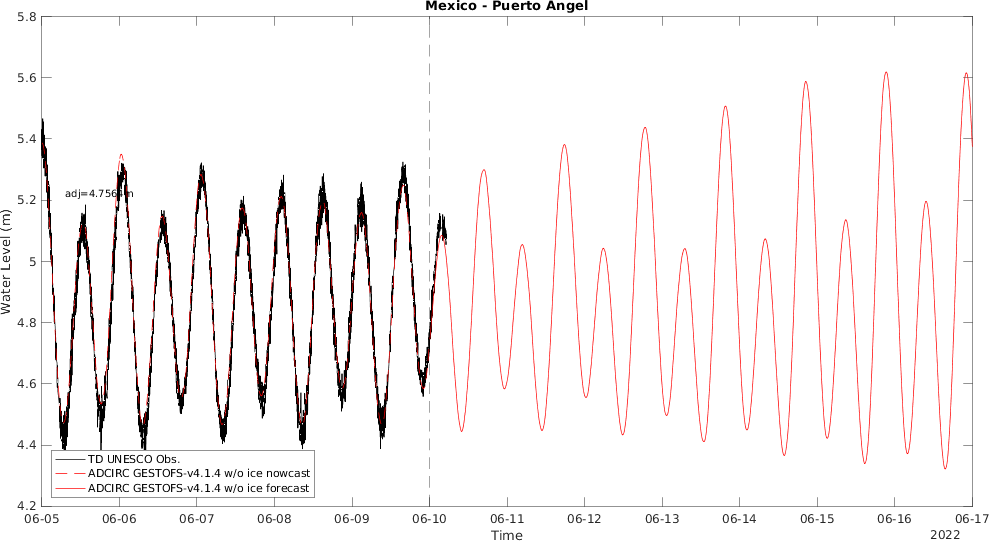 Mexico - Puerto Angel
5.8
5.6
5.4
5.2
5
4.8
4.6
4.4
4.2
Water Level (m)
TD UNESCO Obs.
ADCIRC GESTOFS-v4.1.4 w/o ice nowcast
ADCIRC GESTOFS-v4.1.4 w/o ice forecast
06-05 06-06 06-07 06-08 06-09 06-10 06-11 06-12 06-13 06-14 06-15 06-16 06-17
Time
2022